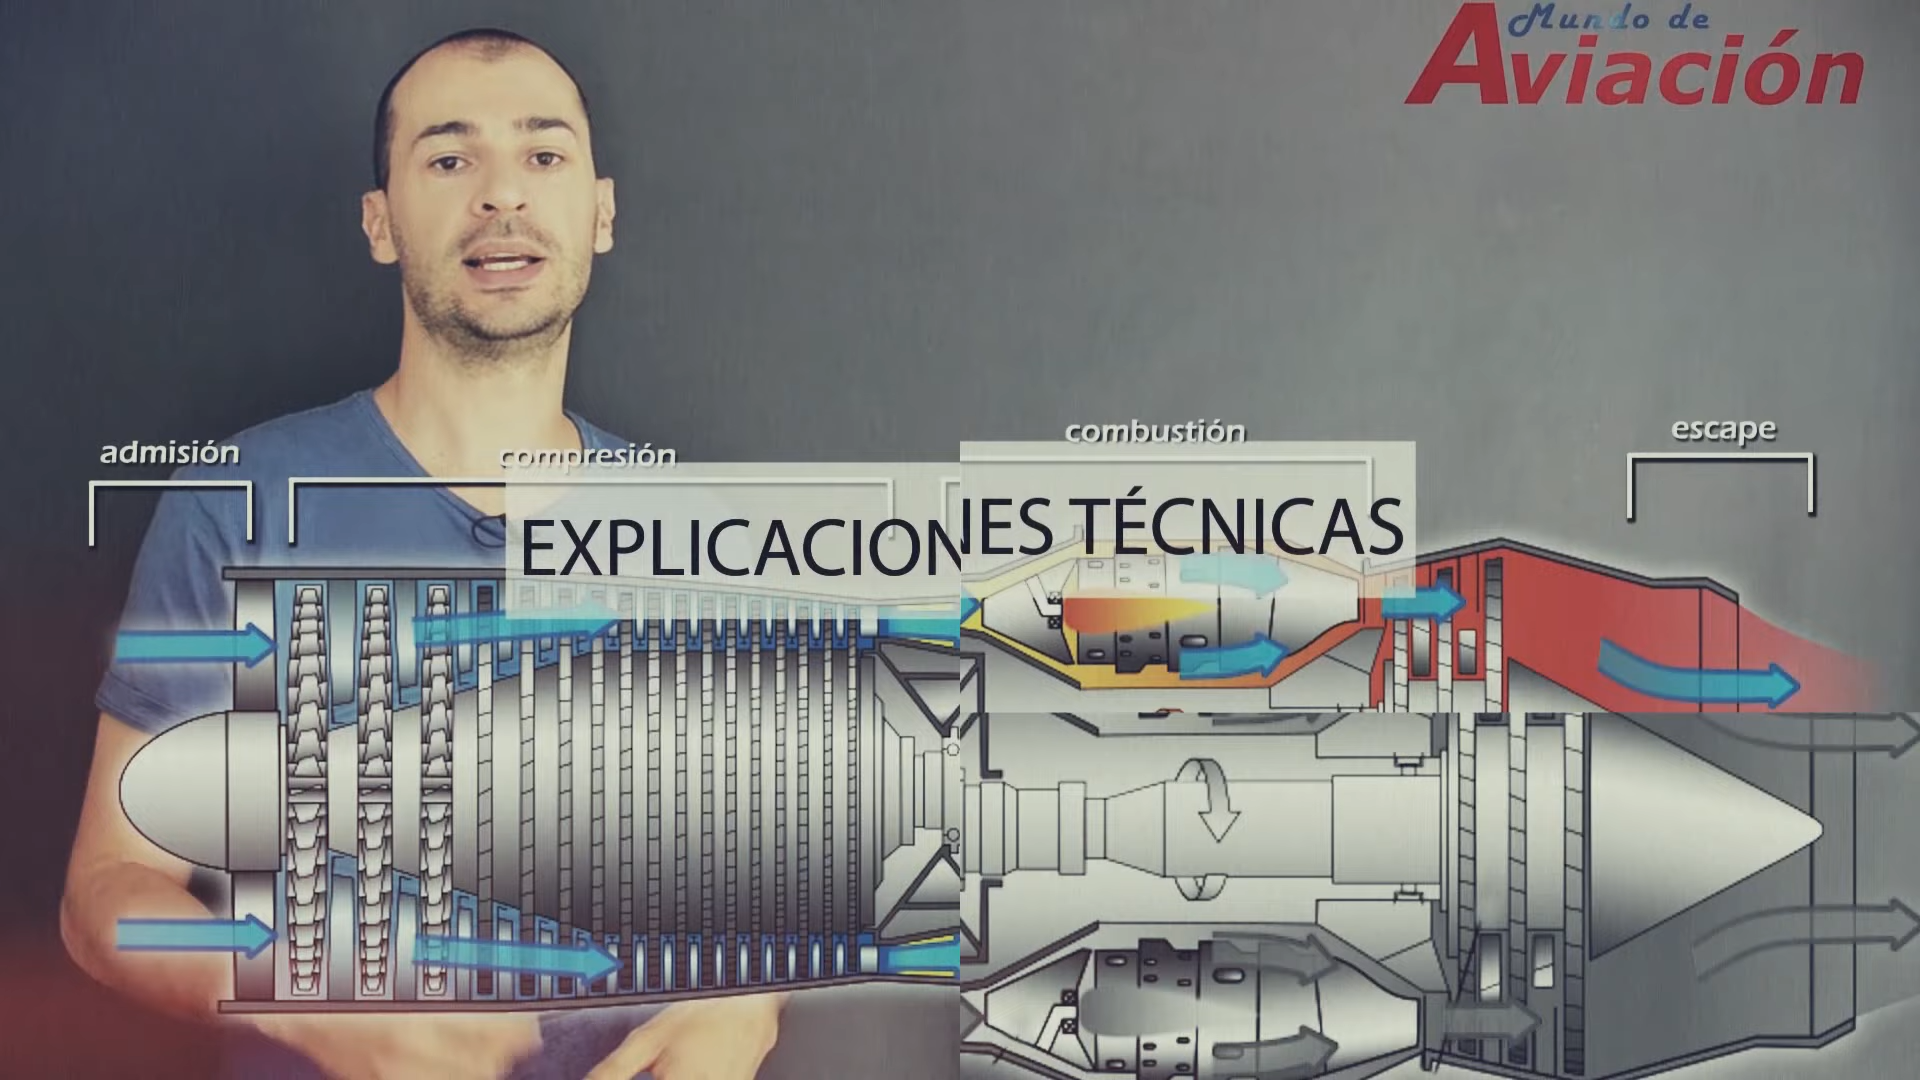 Mundo de
Aviación
admisión
compresión
combustión
escape
EXPLICACIONES TÉCNICAS